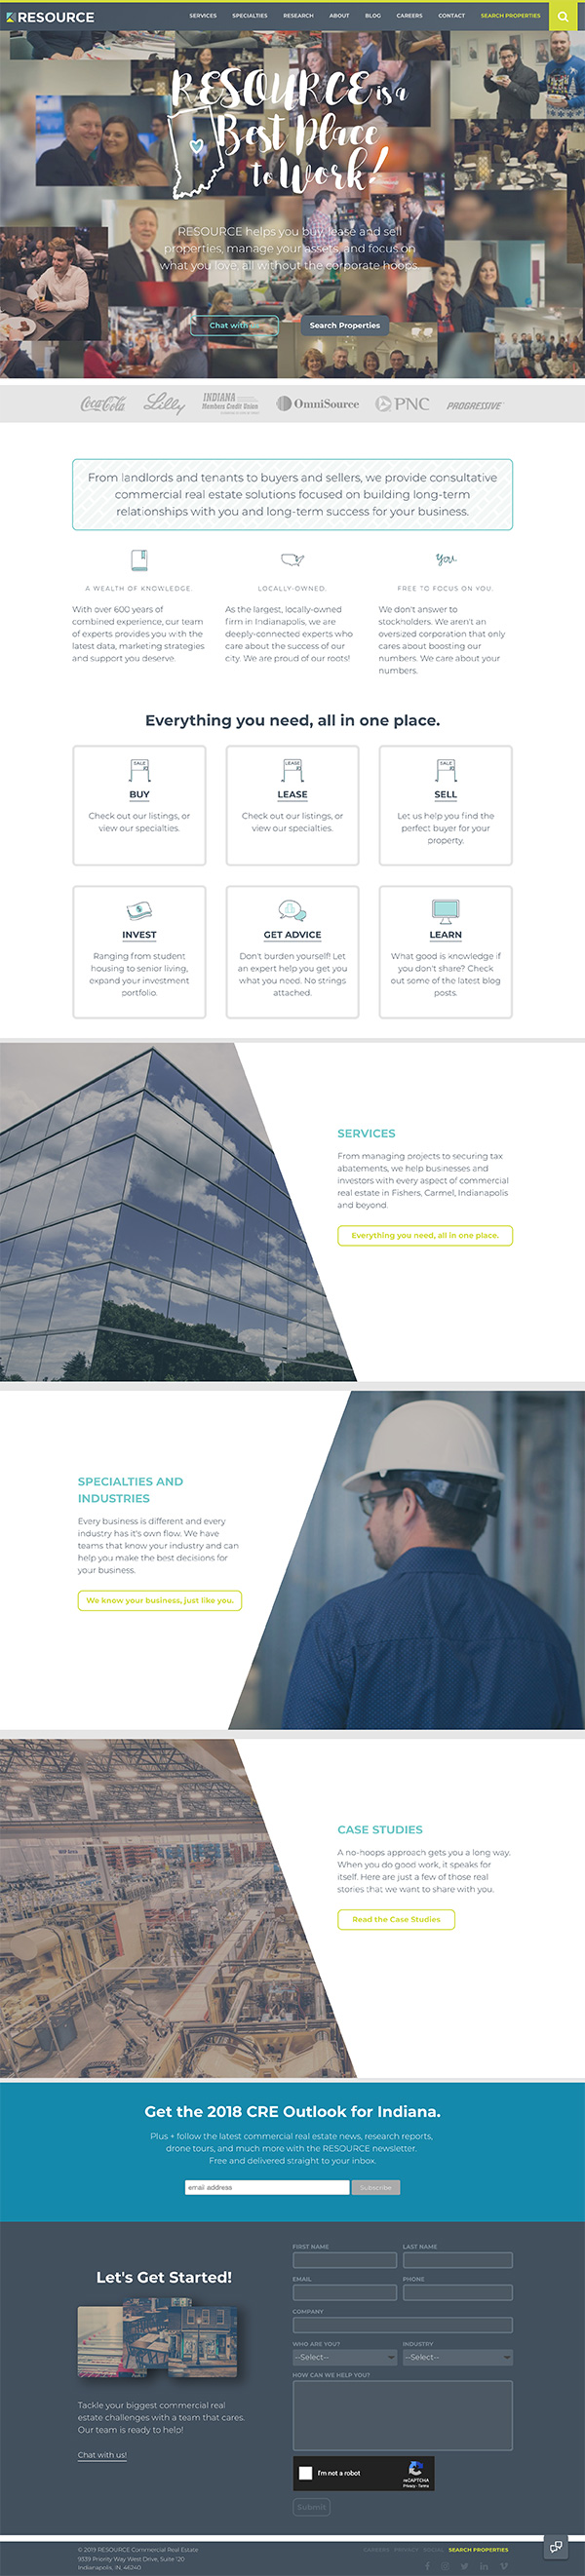 RESOURCE
SERVICES SPECIALTIES RESEARCH ABOUT BLOG CAREERS CONTACT SEARCH PROPERTIES
RESOURCE is a
Best Place
to Work!
RESOURCE helps you buy, lease and sell
properties, manage your assets, and focus on
what you love, all without the corporate hoops.
Chat with
Search Properties
Coca-Cola Lilly INDIANA Members Credit Union OmniSource PNC PROGRESSIVE
From landlords and tenants to buyers and sellers, we provide consultative
commercial real estate solutions focused on building long-term
relationships with you and long-term success for your business.
you
A WEALTH OF KNOWLEDGE.
With over 600 years of
combined experience, our team
of experts provides you with the
latest data, marketing strategies
and support you deserve.
LOCALLY-OWNED.
As the largest, locally-owned
firm in Indianapolis, we are
deeply-connected experts who
care about the success of our
city. We are proud of our roots!
FREE TO FOCUS ON YOU.
We don't answer to
stockholders. We aren't an
oversized corporation that only
cares about boosting our
numbers. We care about your
numbers.
Everything you need, all in one place.
SALE
BUY
Check out our listings, or
view our specialties.
LEASE
LEASE
Check out our listings, or
view our specialties.
SALE
SELL
Let us help you find the
perfect buyer for your
property.
INVEST
Ranging from student
housing to senior living,
expand your investment
portfolio.
GET ADVICE
Don't burden yourself! Let
an expert help you get you
what you need. No strings
attached.
LEARN
What good is knowledge if
you don't share? Check
out some of the latest blog
posts.
SERVICES
From managing projects to securing tax
abatements, we help businesses and
investors with every aspect of commercial
real estate in Fishers, Carmel, Indianapolis
and beyond.
Everything you need, all in one place.
SPECIALTIES AND
INDUSTRIES
Every business is different and every
industry has it's own flow. We have
teams that know your industry and can
help you make the best decisions for
your business.
We know your business, just like you.
CASE STUDIES
A no-hoops approach gets you a long way.
When you do good work, it speaks for
itself. Here are just a few of those real
stories that we want to share with you.
Read the Case Studies
Get the 2018 CRE Outlook for Indiana.
Plus + follow the latest commercial real estate news, research reports,
drone tours, and much more with the RESOURCE newsletter.
Free and delivered straight to your inbox.
email address
Subscribe
Let's Get Started!
Tackle your biggest commercial real
estate challenges with a team that cares.
Our team is ready to help!
Chat with us!
FIRST NAME LAST NAME
EMAIL PHONE
COMPANY
WHO ARE YOU? INDUSTRY
--Select-- --Select--
HOW CAN WE HELP YOU?
I'm not a robot
reCAPTCHA
Privacy - Terms
Submit
© 2019 RESOURCE Commercial Real Estate
9339 Priority Way West Drive, Suite 120
Indianapolis, IN, 46240
CAREERS PRIVACY SOCIAL SEARCH PROPERTIES